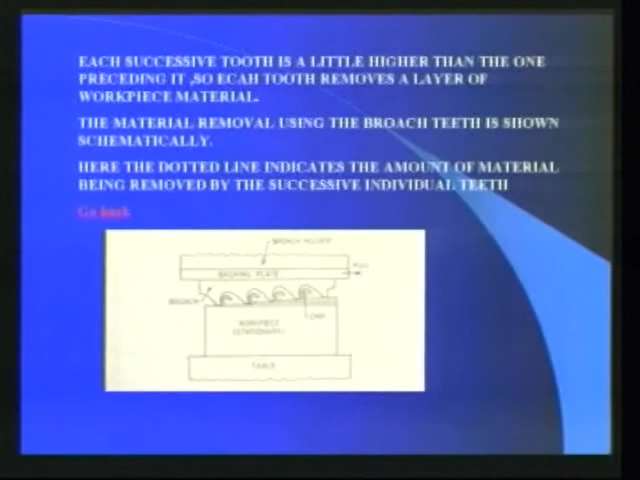 EACH SUCCESSIVE TOOTH IS A LITTLE HIGHER THAN THE ONE
PRECEDING IT ,SO ECAH TOOTH REMOVES A LAYER OF
WORKPIECE MATERIAL.
THE MATERIAL REMOVAL USING THE BROACH TEETH IS SHOWN
SCHEMATICALLY.
HERE THE DOTTED LINE INDICATES THE AMOUNT OF MATERIAL
BEING REMOVED BY THE SUCCESSIVE INDIVIDUAL TEETH
Go back
BROACH HOLDER
PULL
BACKING PLATE
BROACH
CHIP
WORKPIECE
(STATIONARY)
TABLE